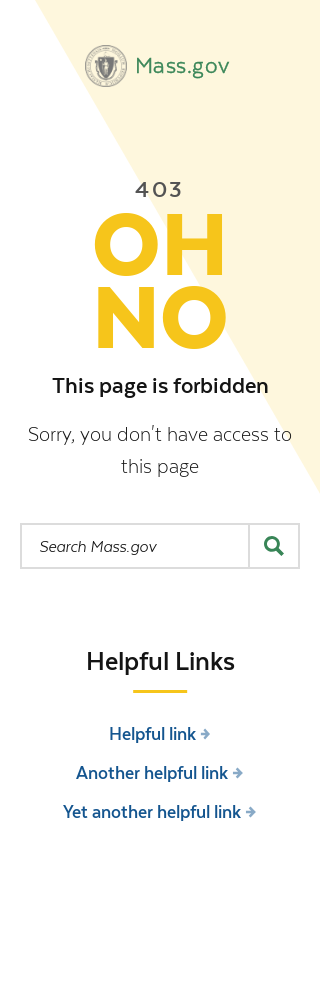 Mass.gov
403
OH
NO
This page is forbidden
Sorry, you don't have access to
this page
Search Mass.gov
Helpful Links
Helpful link
Another helpful link
Yet another helpful link